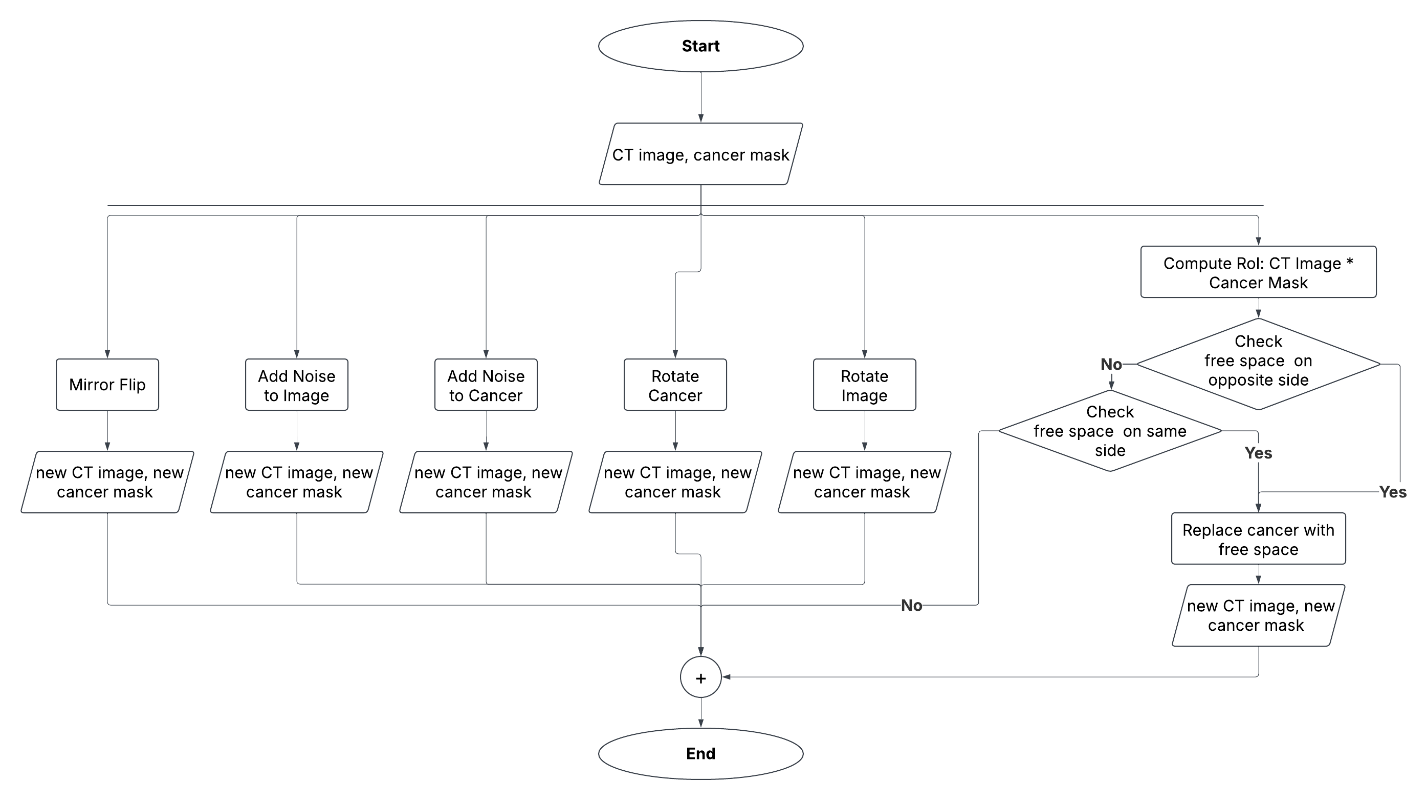 Start
CT image, cancer mask
Compute RoI: CT Image *
Cancer Mask
Check
free space on
opposite side
No
Check
free space on same
side
Yes
Yes
Mirror Flip
Add Noise
to Image
Add Noise
to Cancer
Rotate
Cancer
Rotate
Image
new CT image, new
cancer mask
new CT image, new
cancer mask
new CT image, new
cancer mask
new CT image, new
cancer mask
new CT image, new
cancer mask
Replace cancer with
free space
new CT image, new
cancer mask
No
+
End